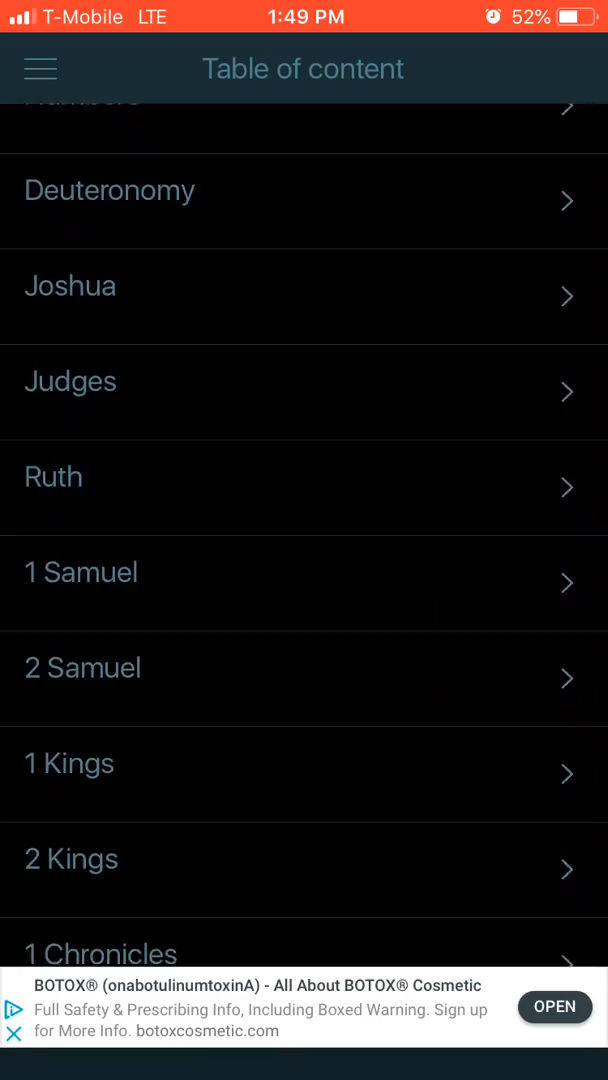 T-Mobile LTE 1:49 PM 52%
Table of content
Numbers
Deuteronomy
Joshua
Judges
Ruth
1 Samuel
2 Samuel
1 Kings
2 Kings
1 Chronicles
BOTOX® (onabotulinumtoxinA) - All About BOTOX® Cosmetic
Full Safety & Prescribing Info, Including Boxed Warning. Sign up
for More Info. botoxcosmetic.com
OPEN